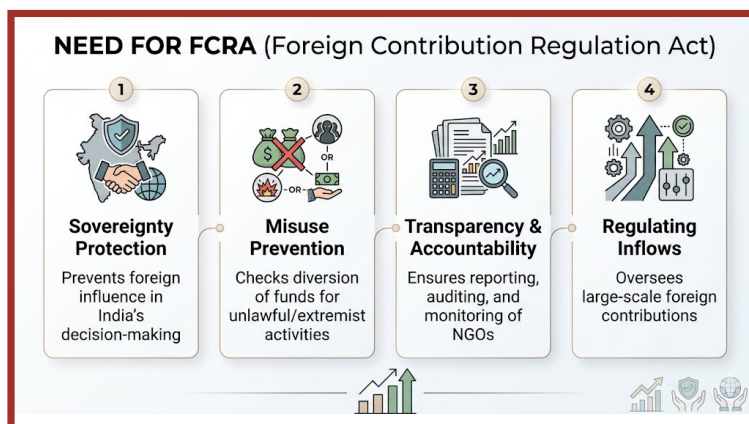 NEED FOR FCRA (Foreign Contribution Regulation Act)
1
Sovereignty
Protection
Prevents foreign
influence in
India's
decision-making
2
$
OR
OR
Misuse
Prevention
Checks diversion
of funds for
unlawful/extremist
activities
3
Transparency &
Accountability
Ensures reporting,
auditing, and
monitoring of
NGOs
4
Regulating
Inflows
Oversees
large-scale foreign
contributions